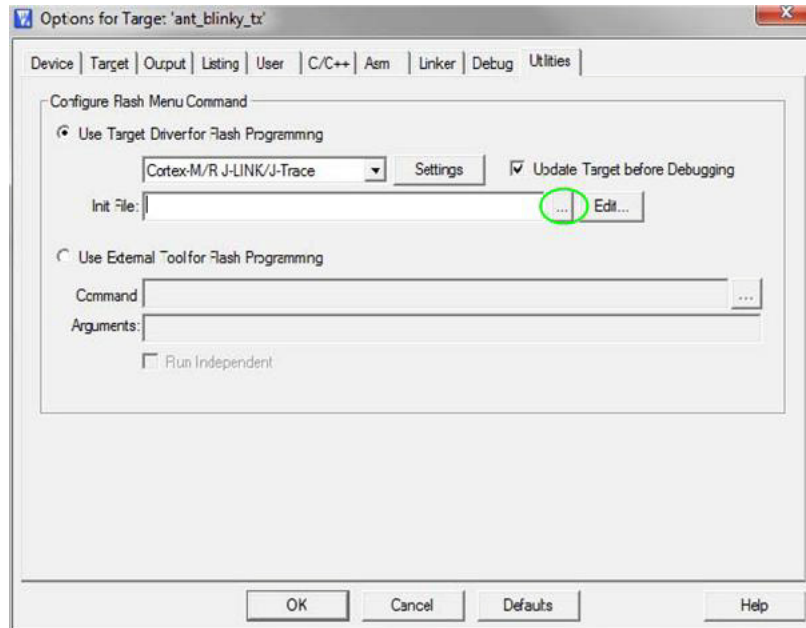 Options for Target: 'ant_blinky_tx'
Device | Target | Output | Listing | User | C/C++ | Asm | Linker | Debug | Utilities
Configure Flash Menu Command
Use Target Driver for Flash Programming
Cortex-M/R J-LINK/J-Trace Settings Update Target before Debugging
Init File: ... Edit...
Use External Tool for Flash Programming
Command ...
Arguments:
Run Independent
OK Cancel Defaults Help